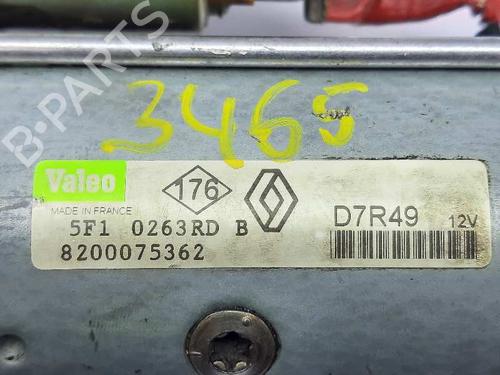 B-PARTS
3465
Valeo
176
MADE IN FRANCE
5F1 0263RD B
8200075362
D7R49
12V